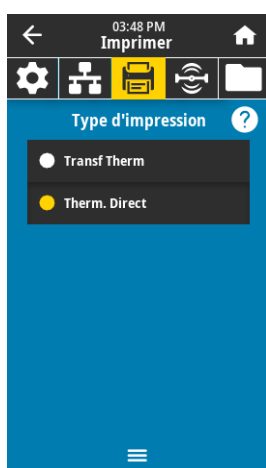 03:48 PM
Imprimer
Type d'impression ?
Transf Therm
Therm. Direct